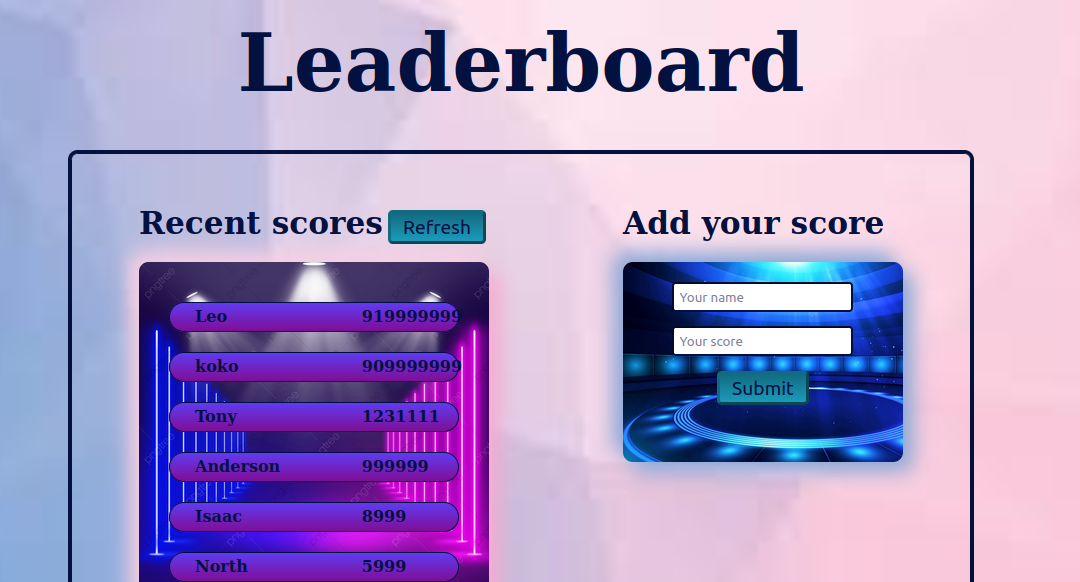 Leaderboard
Recent scores Refresh
Leo 919999999
koko 909999999
Tony 1231111
Anderson 999999
Isaac 8999
North 5999
Add your score
Your name
Your score
Submit
pngtree